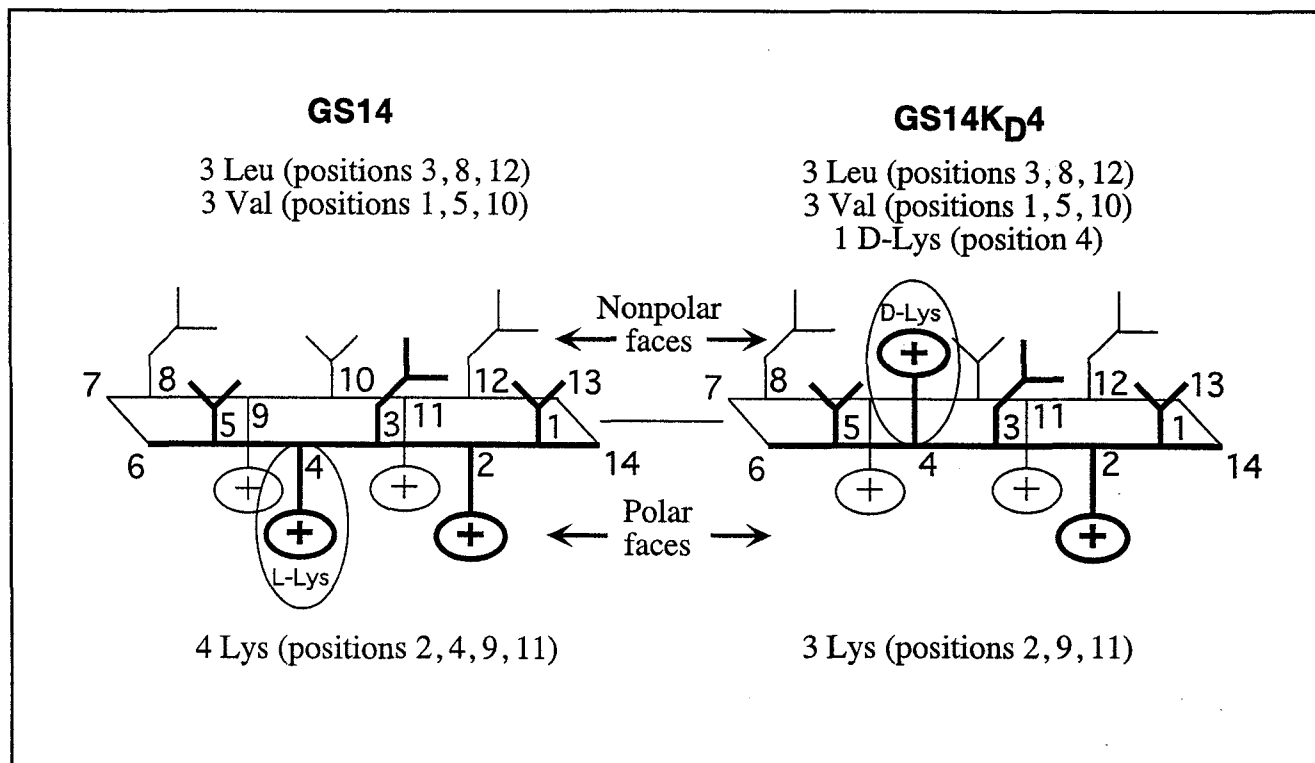 GS14
3 Leu (positions 3, 8, 12)
3 Val (positions 1, 5, 10)
GS14KD4
3 Leu (positions 3, 8, 12)
3 Val (positions 1, 5, 10)
1 D-Lys (position 4)
Nonpolar
faces
D-Lys
+
7 8 10 12 13
5 9 3 11 1
6 4 2 14
+ +
+ +
L-Lys
7 8 12 13
5 3 11 1
6 4 2 14
+ +
+
Polar
faces
4 Lys (positions 2, 4, 9, 11)
3 Lys (positions 2, 9, 11)